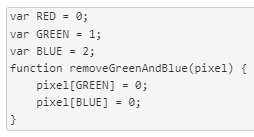 var RED = 0;
var GREEN = 1;
var BLUE = 2;
function removeGreenAndBlue(pixel) {
    pixel[GREEN] = 0;
    pixel[BLUE] = 0;
}